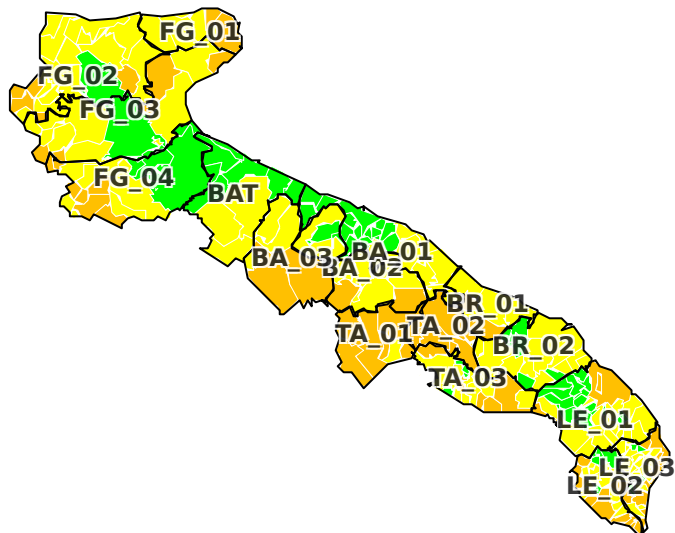 FG_01
FG_02
FG_03
FG_04
BAT
BA_01
BA_03
BA_02
BR_01
TA_02
TA_01
BR_02
TA_03
LE_01
LE_03
LE_02